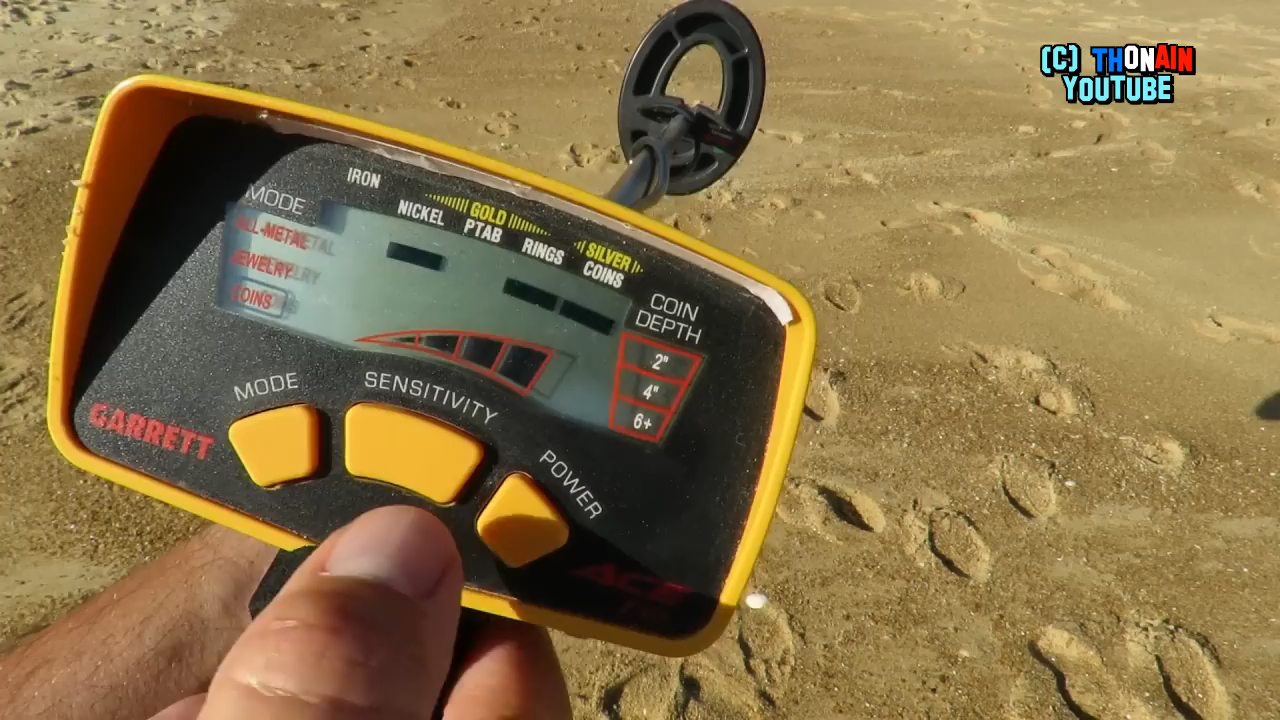 (C) THONAIN
YOUTUBE
IRON
NICKEL
GOLD
PTAB
RINGS
SILVER
COINS
MODE
ALL-METAL
JEWELRY
COINS
COIN
DEPTH
2"
4"
6+
MODE
SENSITIVITY
POWER
GARRETT
ACE